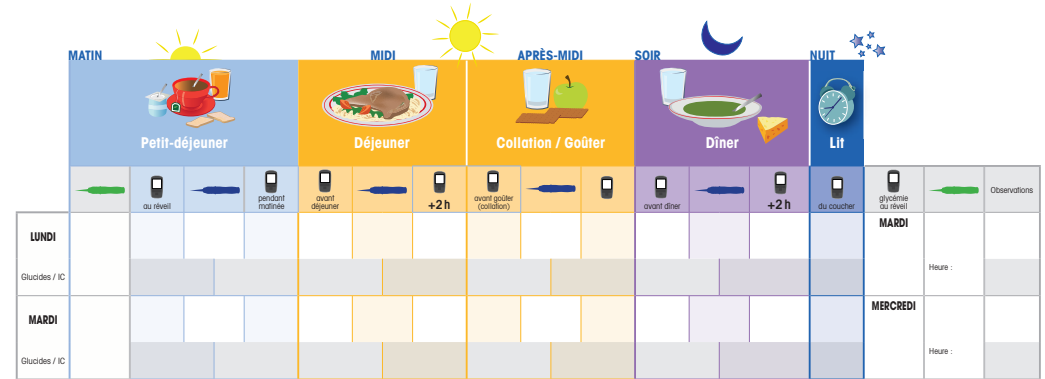 MATIN
MIDI
APRÈS-MIDI
SOIR
NUIT
Petit-déjeuner
Déjeuner
Collation / Goûter
Dîner
Lit
au réveil
pendant
matinée
avant
déjeuner
+2 h
avant goûter
(collation)
avant dîner
+2 h
du coucher
glycémie
au réveil
Observations
LUNDI
MARDI
Glucides / IC
Heure :
MARDI
MERCREDI
Glucides / IC
Heure :